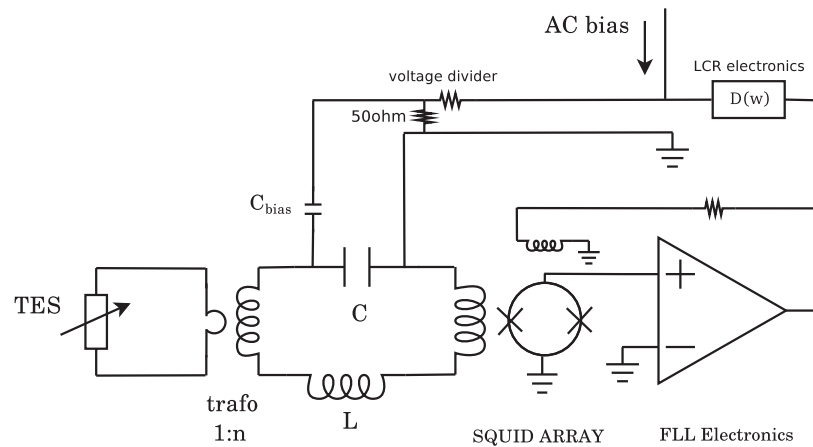 AC bias
LCR electronics
voltage divider
D(w)
50ohm
C bias
TES
C
trafo
1:n
L
SQUID ARRAY
FLL Electronics